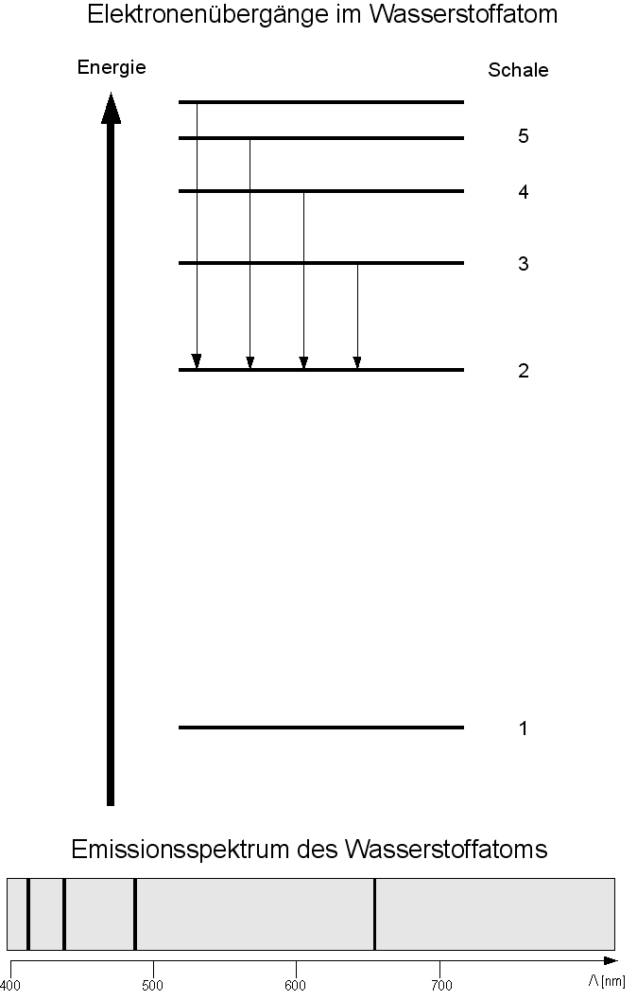 Elektronenübergänge im Wasserstoffatom
Energie
Schale
5
4
3
2
1
Emissionsspektrum des Wasserstoffatoms
400 500 600 700 Λ [nm]